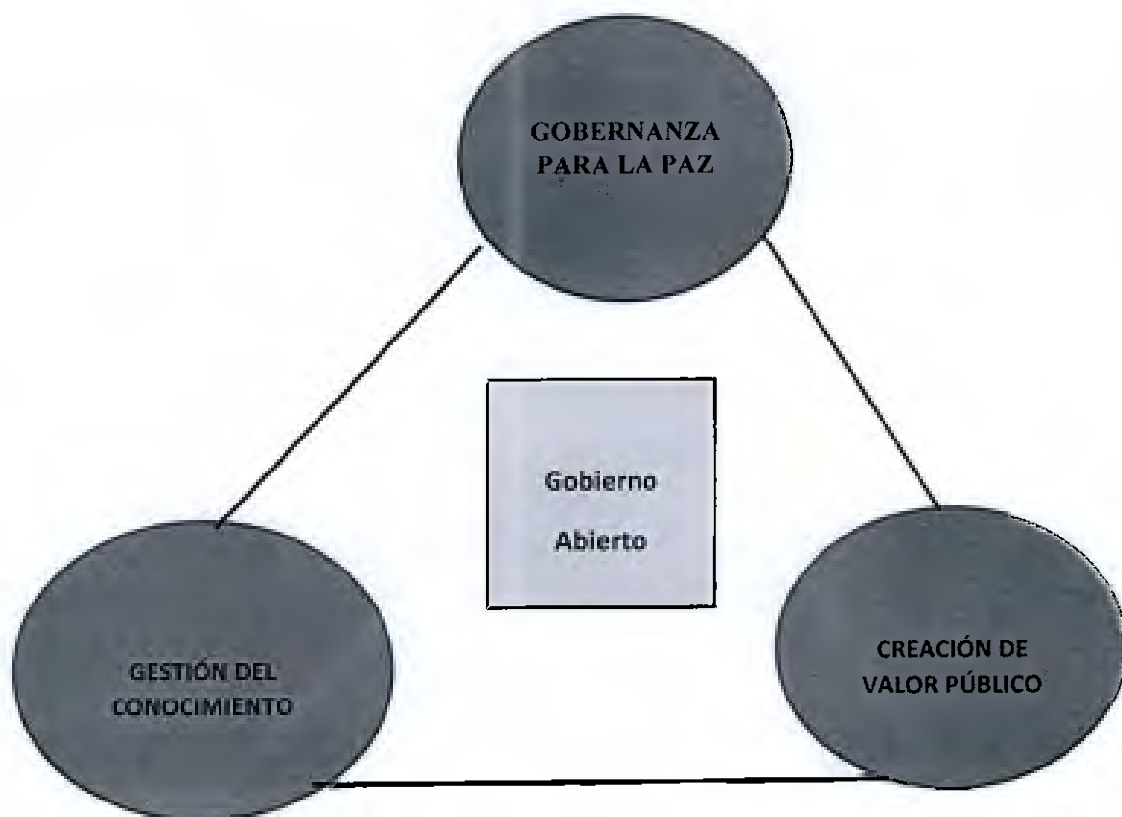 GOBERNANZA
PARA LA PAZ
Gobierno
Abierto
GESTIÓN DEL
CONOCIMIENTO
CREACIÓN DE
VALOR PÚBLICO